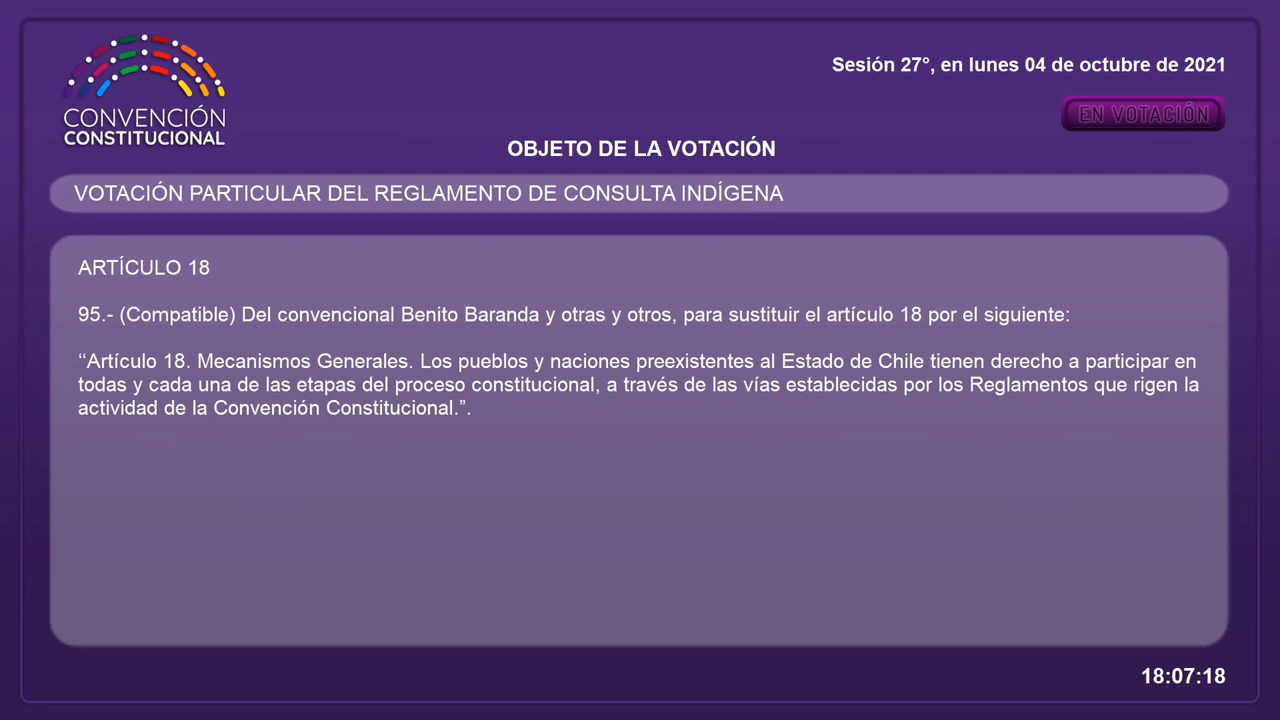 CONVENCIÓN
CONSTITUCIONAL
Sesión 27°, en lunes 04 de octubre de 2021
EN VOTACIÓN
OBJETO DE LA VOTACIÓN
VOTACIÓN PARTICULAR DEL REGLAMENTO DE CONSULTA INDÍGENA
ARTÍCULO 18
95.- (Compatible) Del convencional Benito Baranda y otras y otros, para sustituir el artículo 18 por el siguiente:
“Artículo 18. Mecanismos Generales. Los pueblos y naciones preexistentes al Estado de Chile tienen derecho a participar en
todas y cada una de las etapas del proceso constitucional, a través de las vías establecidas por los Reglamentos que rigen la
actividad de la Convención Constitucional.”.
18:07:18